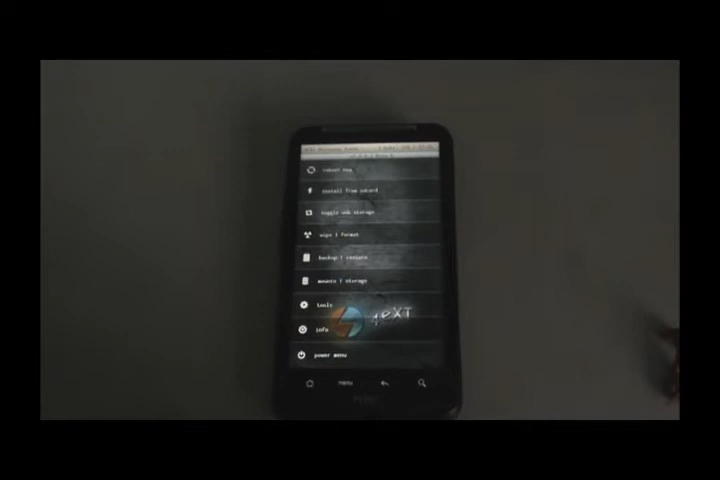 reboot now
install from sdcard
toggle usb storage
wipe | format
backup | restore
mounts | storage
tools
4eXT
info
power menu
menu